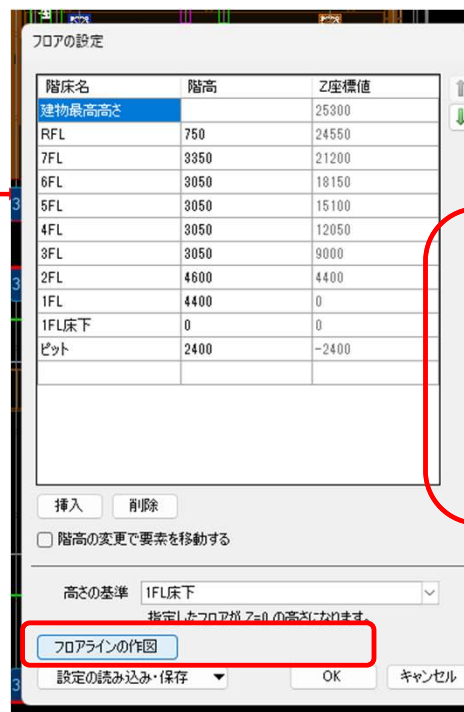 フロアの設定
階床名 階高 Z座標値
建物最高高さ 25300
RFL 750 24550
7FL 3350 21200
6FL 3050 18150
5FL 3050 15100
4FL 3050 12050
3FL 3050 9000
2FL 4600 4400
1FL 4400 0
1FL床下 0 0
ピット 2400 -2400
挿入 削除
階高の変更で要素を移動する
高さの基準 1FL床下
指定したフロアが Z=0 の高さになります。
フロアラインの作図
設定の読み込み・保存 OK キャンセル